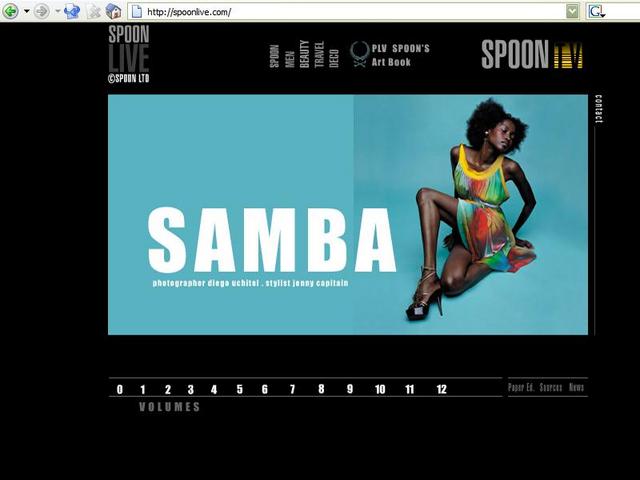 http://spoonlive.com/
G
SPOON
LIVE
©SPOON LTD
SPOON
MEN
BEAUTY
TRAVEL
DECO
PLV SPOON'S
Art Book
SPOON TV
contact
SAMBA
photographer diego uchitel . stylist jenny capitain
0 1 2 3 4 5 6 7 8 9 10 11 12
Paper Ed. Sources News
VOLUMES